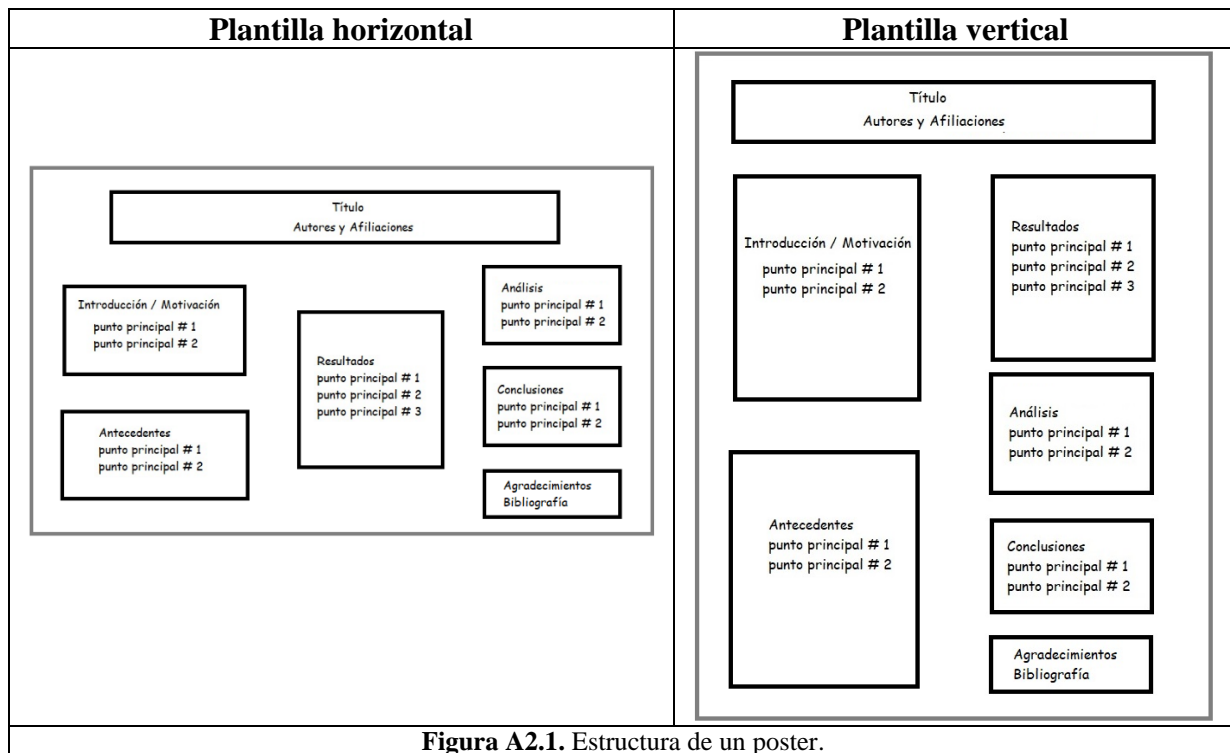 Plantilla horizontal
Título
Autores y Afiliaciones
Introducción / Motivación
punto principal # 1
punto principal # 2
Antecedentes
punto principal # 1
punto principal # 2
Resultados
punto principal # 1
punto principal # 2
punto principal # 3
Análisis
punto principal # 1
punto principal # 2
Conclusiones
punto principal # 1
punto principal # 2
Agradecimientos
Bibliografía
Plantilla vertical
Título
Autores y Afiliaciones
Introducción / Motivación
punto principal # 1
punto principal # 2
Antecedentes
punto principal # 1
punto principal # 2
Resultados
punto principal # 1
punto principal # 2
punto principal # 3
Análisis
punto principal # 1
punto principal # 2
Conclusiones
punto principal # 1
punto principal # 2
Agradecimientos
Bibliografía
Figura A2.1. Estructura de un poster.